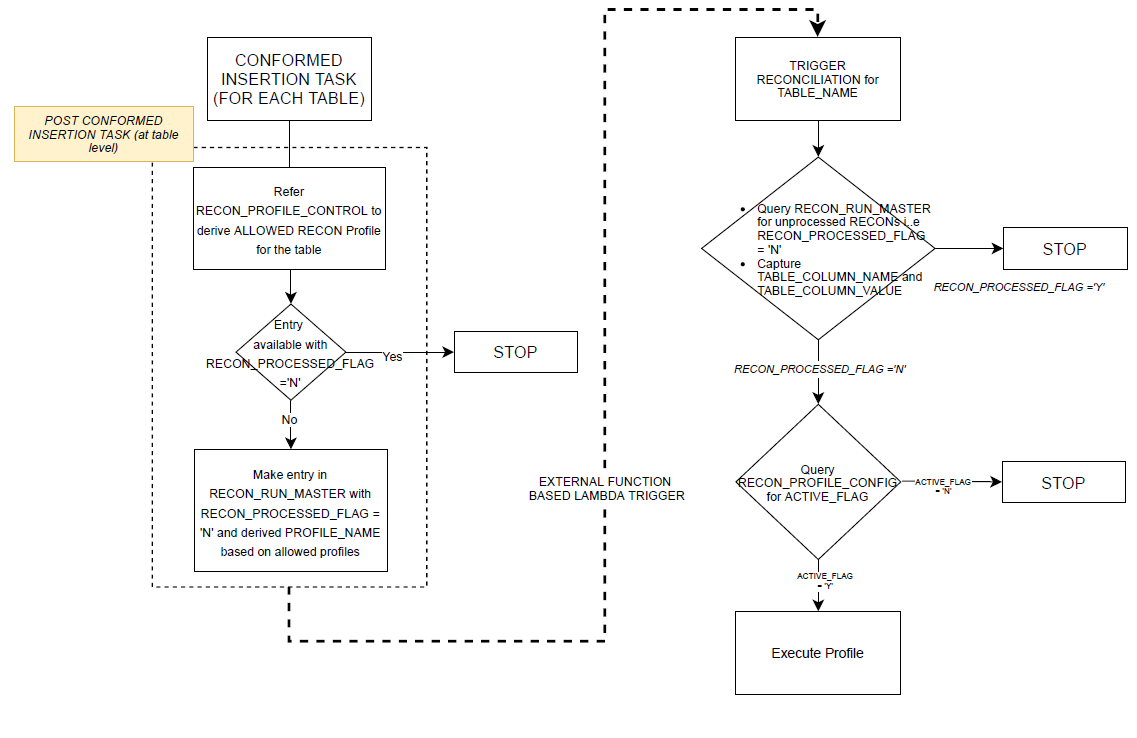 CONFORMED
INSERTION TASK
(FOR EACH TABLE)
POST CONFORMED
INSERTION TASK (at table
level)
Refer
RECON_PROFILE_CONTROL to
derive ALLOWED RECON Profile
for the table
Entry
available with
RECON_PROCESSED_FLAG
='N'
Yes
STOP
No
Make entry in
RECON_RUN_MASTER with
RECON_PROCESSED_FLAG =
'N' and derived PROFILE_NAME
based on allowed profiles
EXTERNAL FUNCTION
BASED LAMBDA TRIGGER
TRIGGER
RECONCILIATION for
TABLE_NAME
• Query RECON_RUN_MASTER
for unprocessed RECONs i..e
RECON_PROCESSED_FLAG
= 'N'
• Capture
TABLE_COLUMN_NAME and
TABLE_COLUMN_VALUE
STOP
RECON_PROCESSED_FLAG ='Y'
RECON_PROCESSED_FLAG ='N'
Query
RECON_PROFILE_CONFIG
for ACTIVE_FLAG
ACTIVE_FLAG
= 'N'
STOP
ACTIVE_FLAG
= 'Y'
Execute Profile